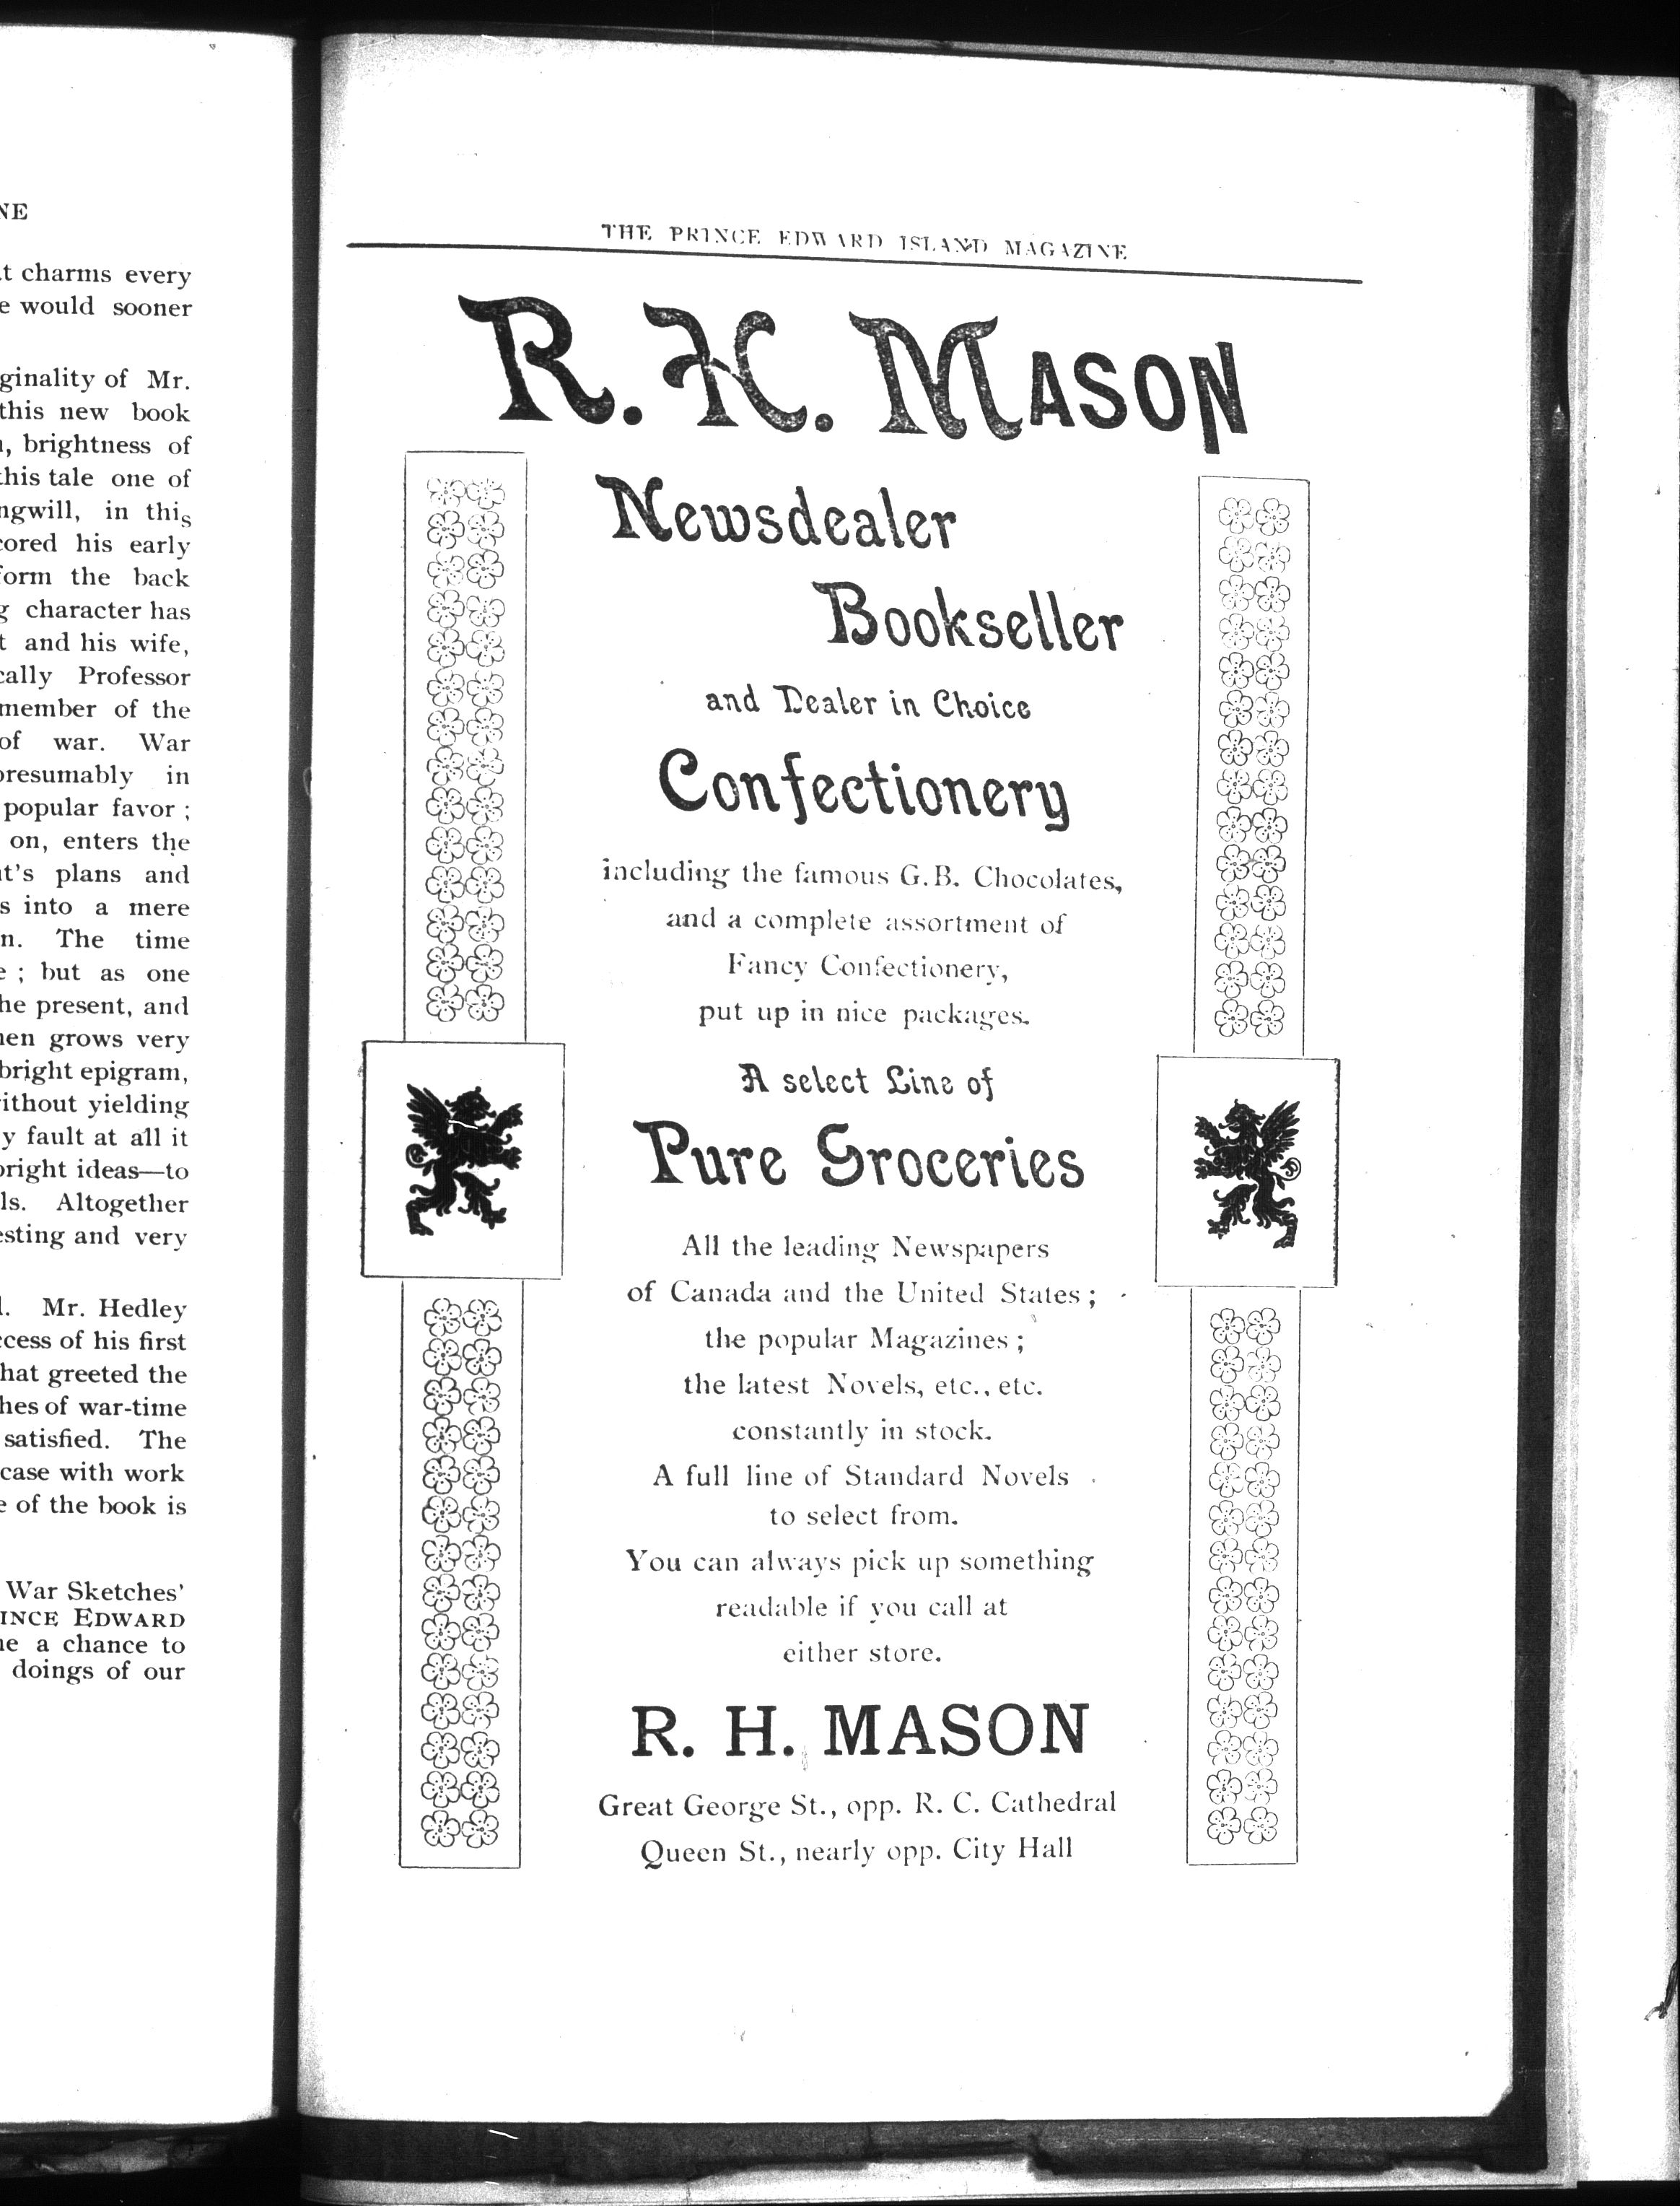 NE
t charms every
e would sooner
ginality of Mr.
this new book
, brightness of
this tale one of
ngwill, in this
cored his early
form the back
g character has
t and his wife,
cally Professor
member of the
of war. War
presumably in
popular favor ;
on, enters the
t's plans and
s into a mere
n. The time
e ; but as one
he present, and
en grows very
bright epigram,
ithout yielding
y fault at all it
bright ideas—to
ls. Altogether
esting and very
l. Mr. Hedley
ccess of his first
hat greeted the
hes of war-time
satisfied. The
case with work
e of the book is
War Sketches'
INCE EDWARD
e a chance to
doings of our
THE PRINCE EDWARD ISLAND MAGAZINE
R. H. MASON
Newsdealer
Bookseller
and Dealer in Choice
Confectionery
including the famous G.B. Chocolates,
and a complete assortment of
Fancy Confectionery,
put up in nice packages.
A select Line of
Pure Groceries
All the leading Newspapers
of Canada and the United States ;
the popular Magazines ;
the latest Novels, etc., etc.
constantly in stock.
A full line of Standard Novels
to select from.
You can always pick up something
readable if you call at
either store.
R. H. MASON
Great George St., opp. R. C. Cathedral
Queen St., nearly opp. City Hall